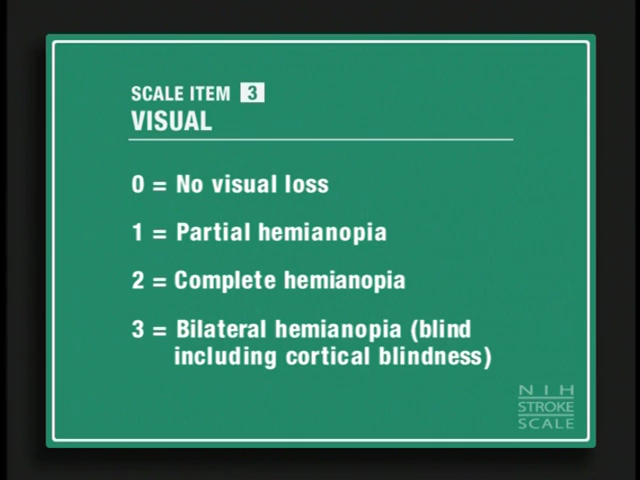 SCALE ITEM 3
VISUAL
0 = No visual loss
1 = Partial hemianopia
2 = Complete hemianopia
3 = Bilateral hemianopia (blind
including cortical blindness)
NIH
STROKE
SCALE